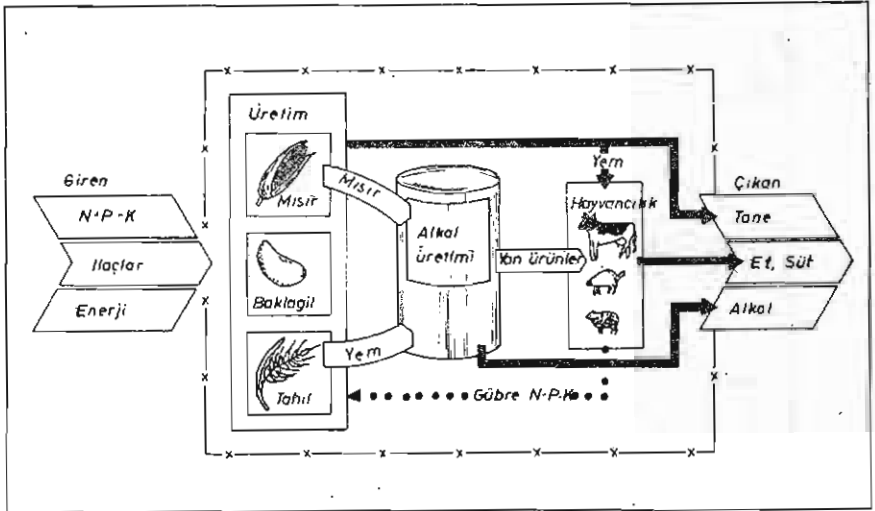 Giren
N-P-K
İlaçlar
Enerji
Üretim
Mısır
Baklagil
Tahıl
Mısır
Yem
Alkol
Üretimi
Yan ürünler
Yem
Hayvancılık
Gübre N-P-K
Çıkan
Tane
Et, Süt
Alkol